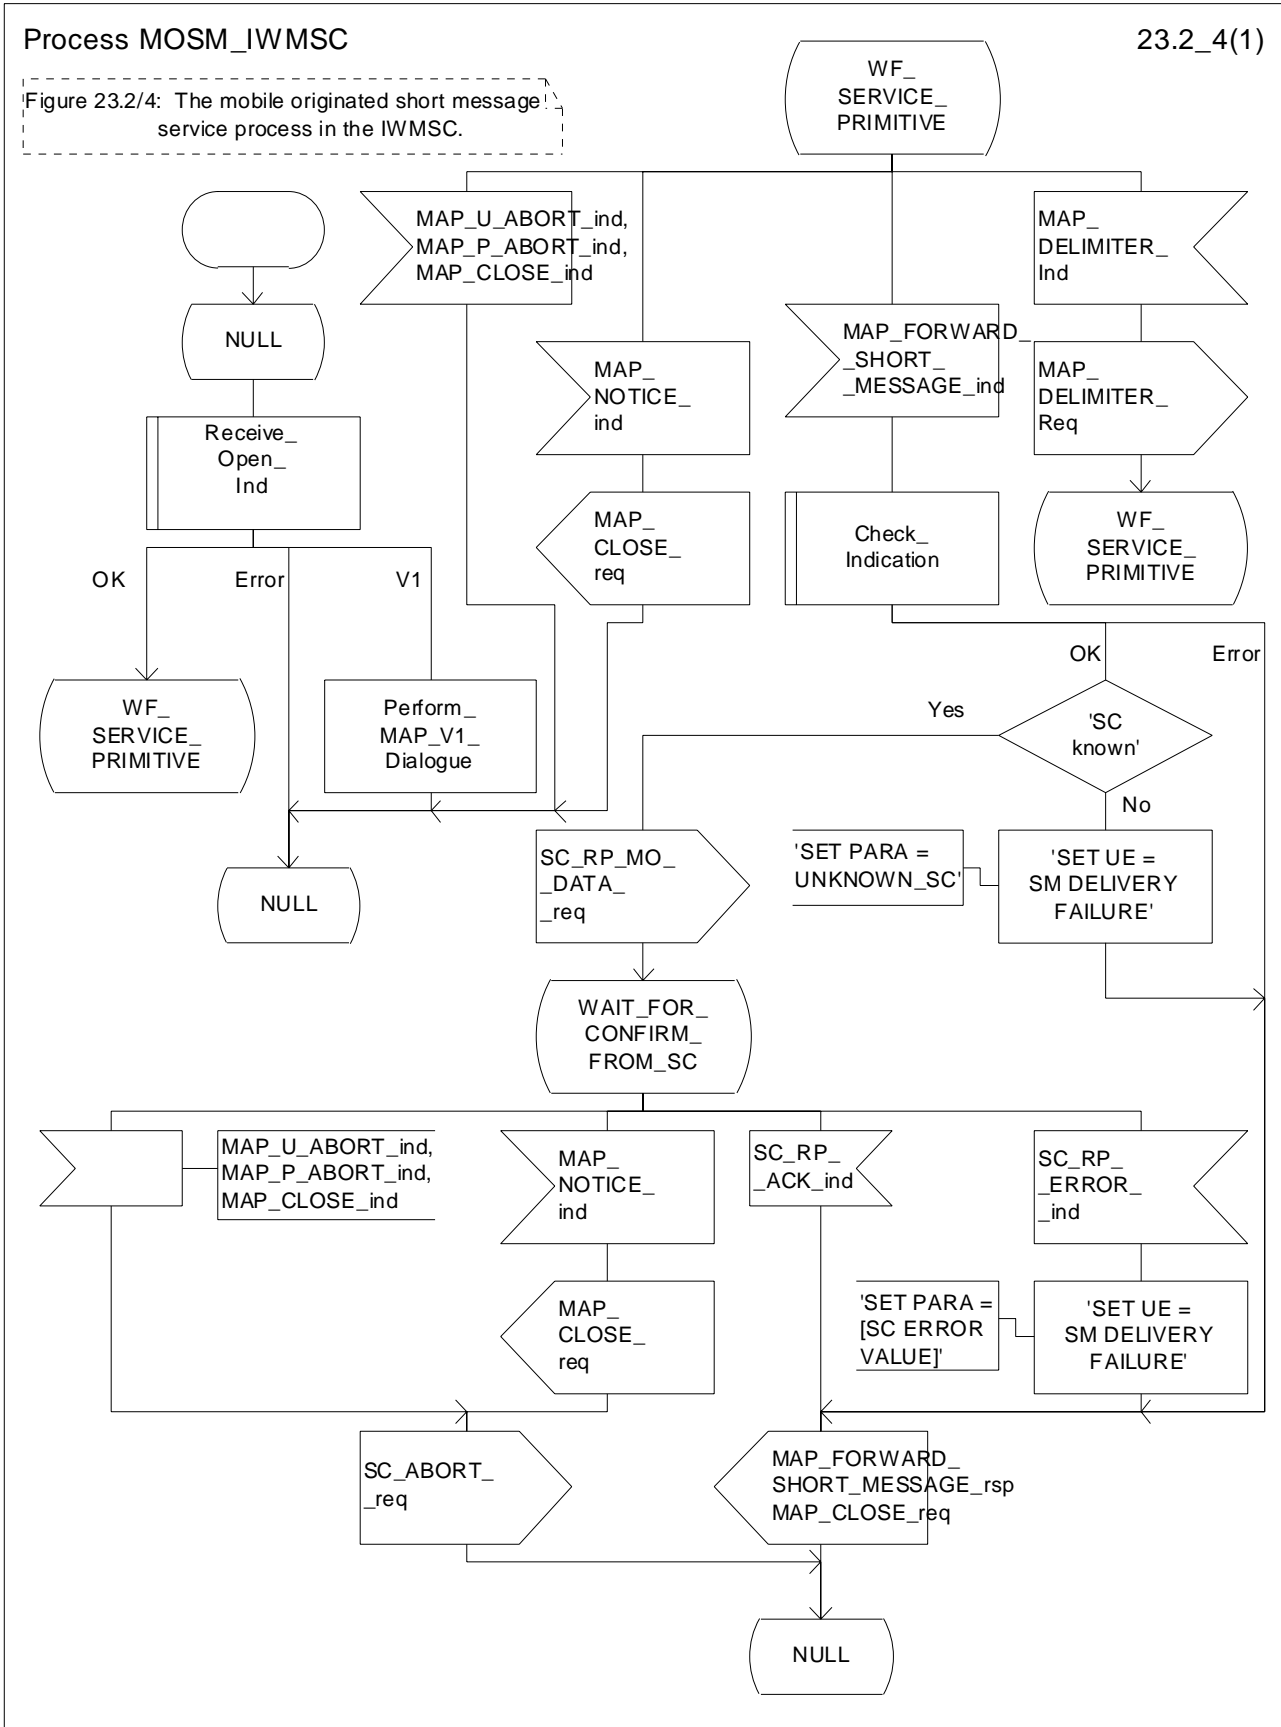 Process MOSM_IWMSC
23.2_4(1)
Figure 23.2/4: The mobile originated short message
service process in the IWMSC.
WF_
SERVICE_
PRIMITIVE
MAP_U_ABORT_ind,
MAP_P_ABORT_ind,
MAP_CLOSE_ind
MAP_
DELIMITER_
Ind
NULL
MAP_
NOTICE_
ind
MAP_FORWARD_
_SHORT_
_MESSAGE_ind
MAP_
DELIMITER_
Req
Receive_
Open_
Ind
MAP_
CLOSE_
req
Check_
Indication
WF_
SERVICE_
PRIMITIVE
OK
Error
V1
OK
Error
WF_
SERVICE_
PRIMITIVE
Perform_
MAP_V1_
Dialogue
Yes
'SC
known'
No
NULL
SC_RP_MO_
_DATA_
_req
'SET PARA =
UNKNOWN_SC'
'SET UE =
SM DELIVERY
FAILURE'
WAIT_FOR_
CONFIRM_
FROM_SC
MAP_U_ABORT_ind,
MAP_P_ABORT_ind,
MAP_CLOSE_ind
MAP_
NOTICE_
ind
SC_RP_
_ACK_ind
SC_RP_
_ERROR_
_ind
MAP_
CLOSE_
req
'SET PARA =
[SC ERROR
VALUE]'
'SET UE =
SM DELIVERY
FAILURE'
SC_ABORT_
_req
MAP_FORWARD_
SHORT_MESSAGE_rsp
MAP_CLOSE_req
NULL